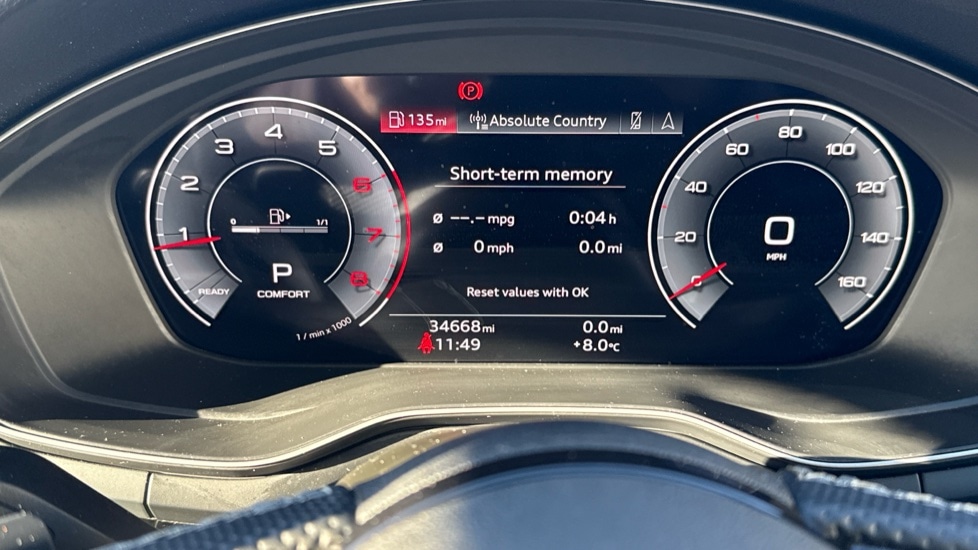 P
135 mi Absolute Country
1 2 3 4 5 6 7 8
0 1/1
P
COMFORT
READY
1 / min x 1000
Short-term memory
Ø --.- mpg 0:04 h
Ø 0 mph 0.0 mi
Reset values with OK
34668 mi 0.0 mi
11:49 +8.0°C
0 20 40 60 80 100 120 140 160
0
MPH